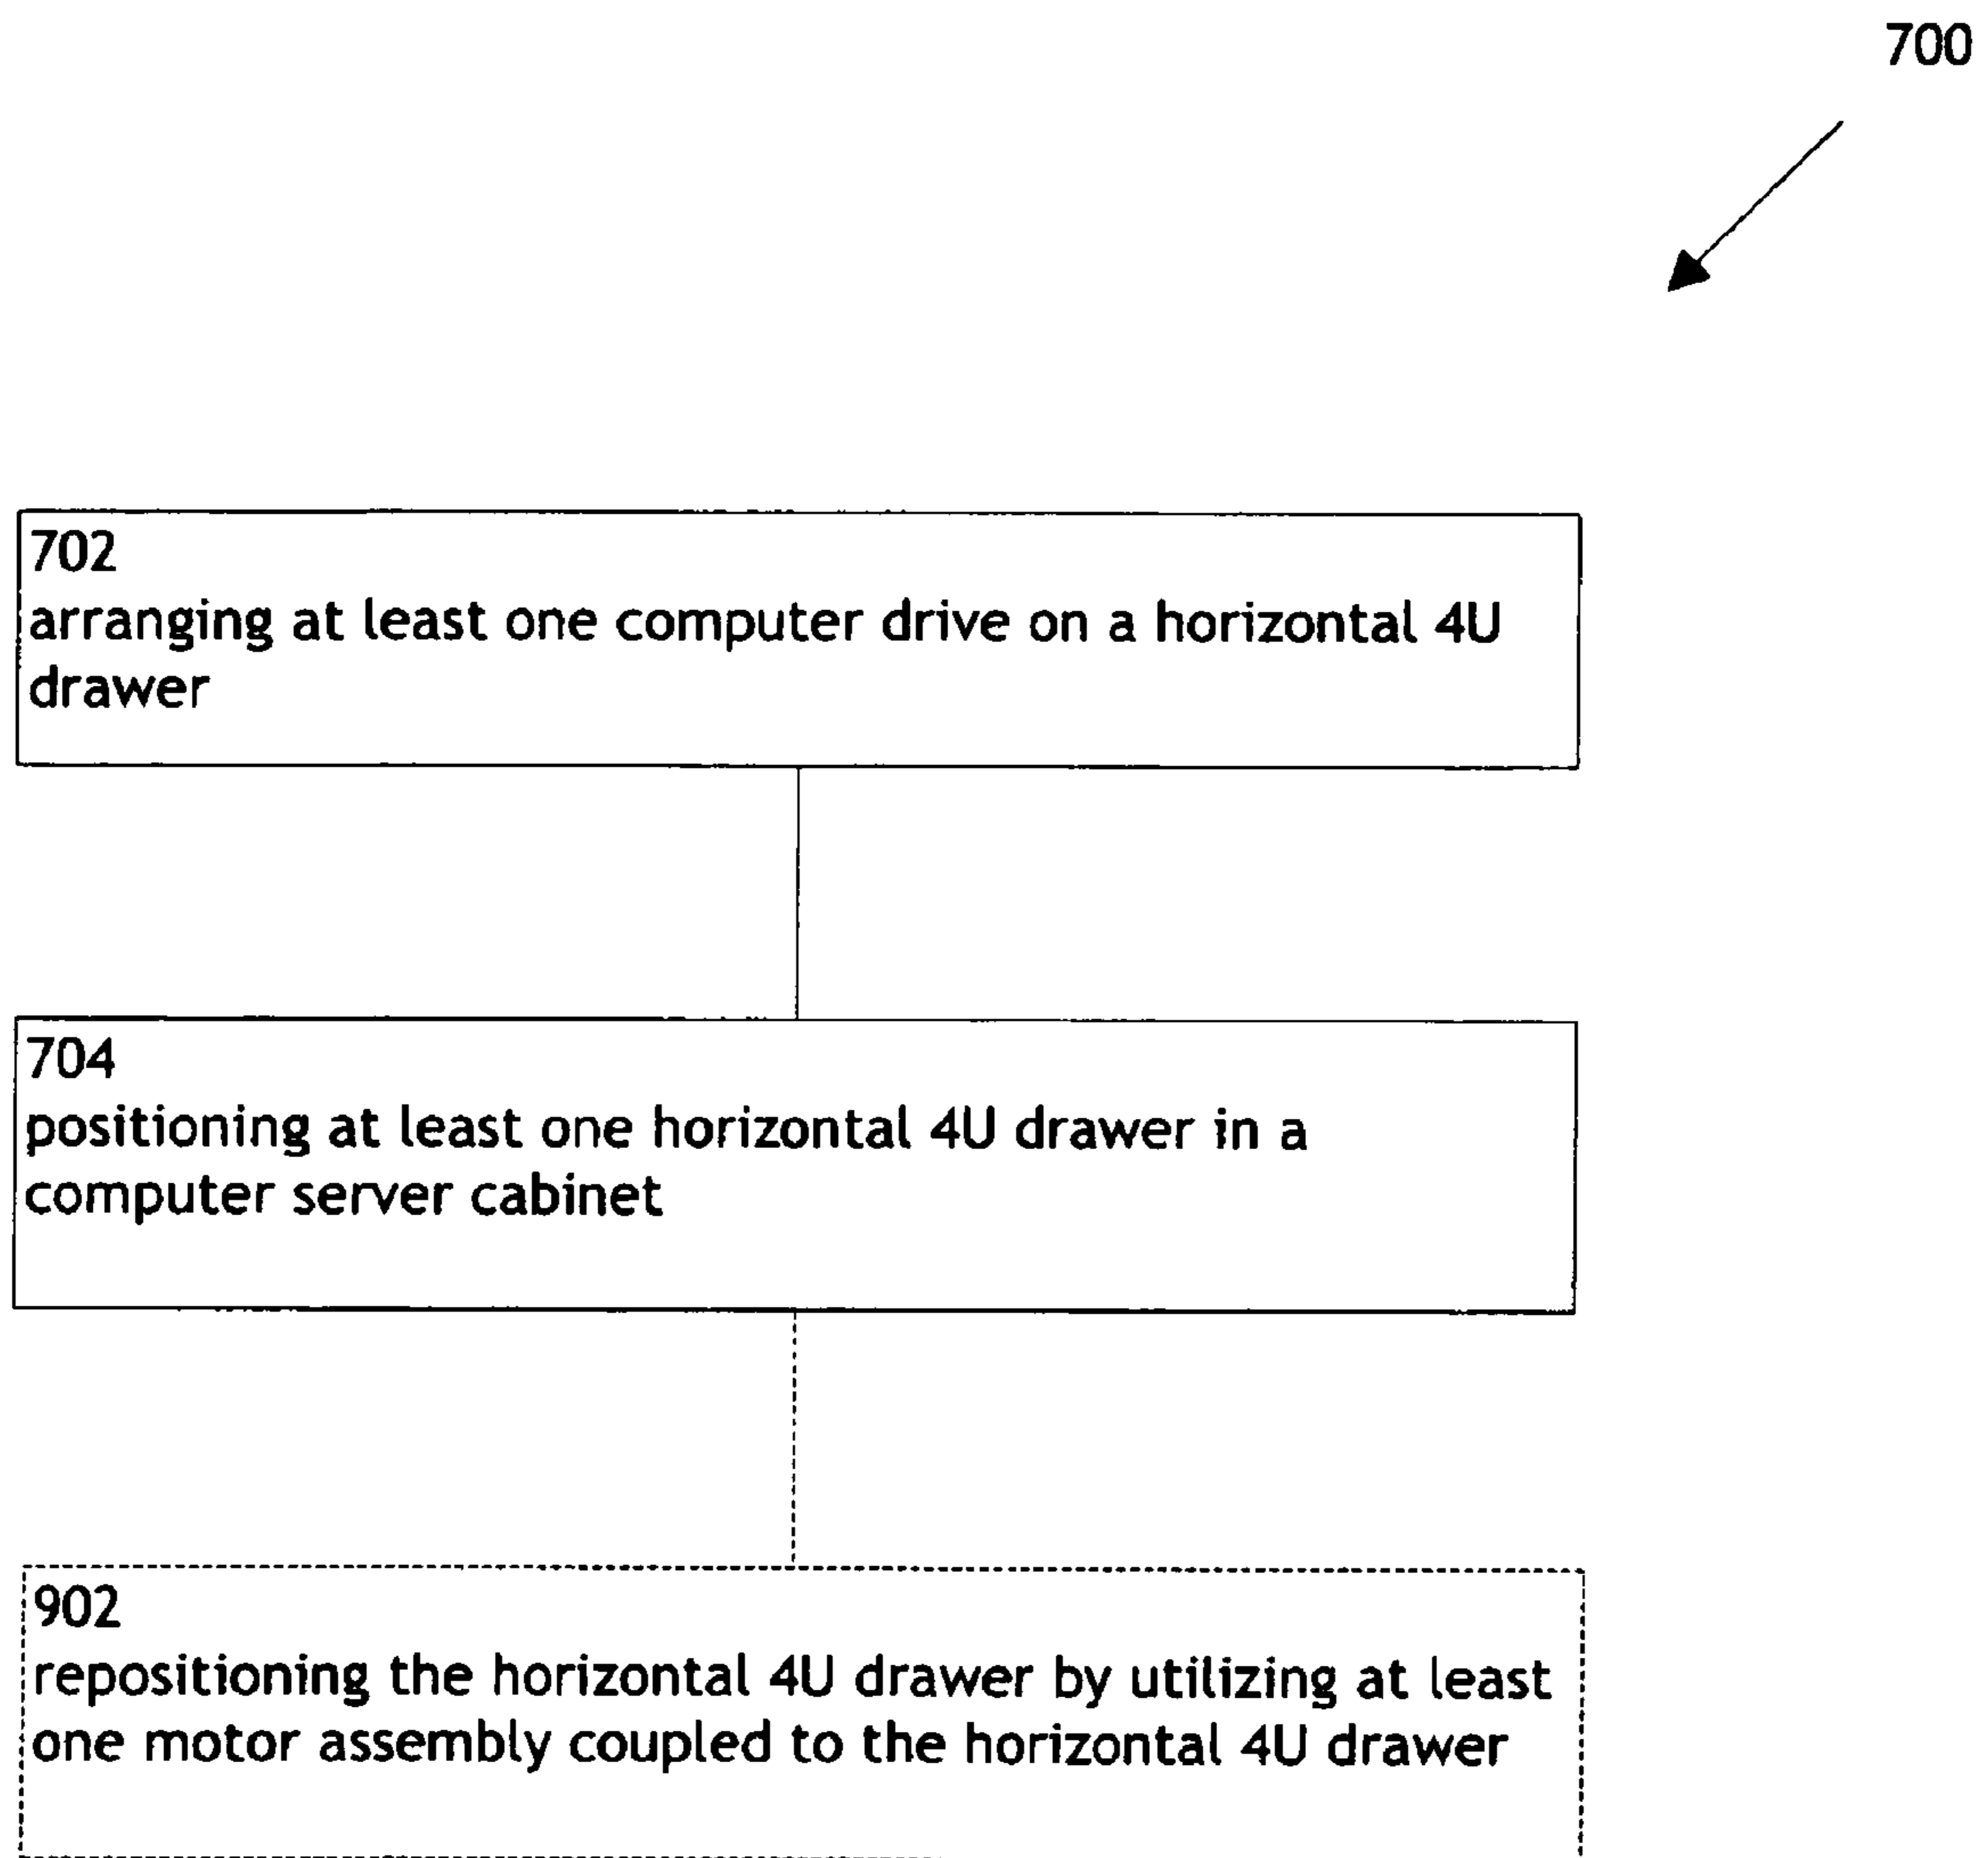 700
702
arranging at least one computer drive on a horizontal 4U
drawer
704
positioning at least one horizontal 4U drawer in a
computer server cabinet
902
repositioning the horizontal 4U drawer by utilizing at least
one motor assembly coupled to the horizontal 4U drawer